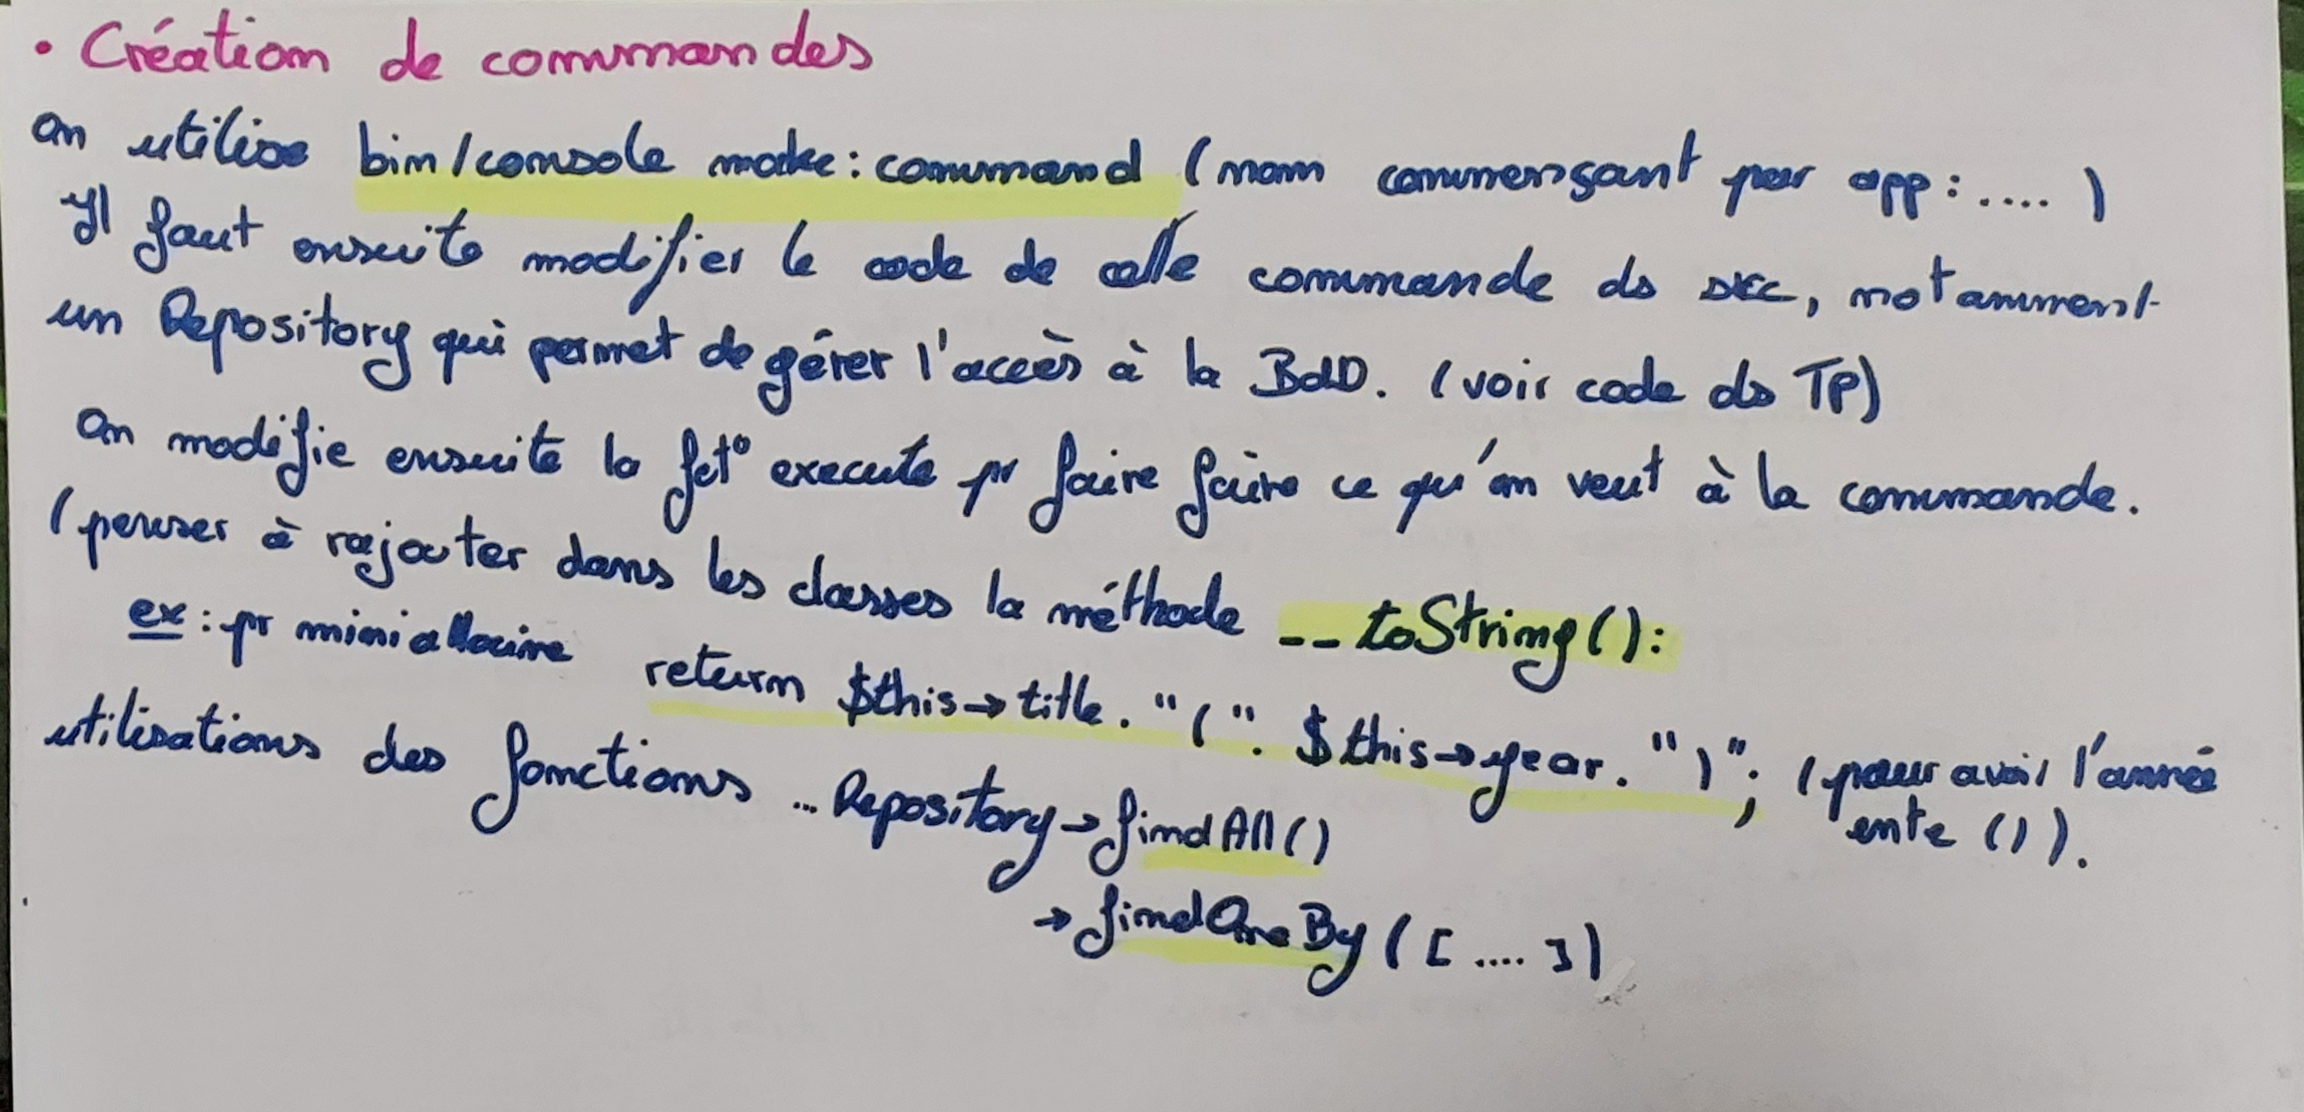 • Création de commandes
on utilise bin/console make:command (nom commençant par app:....)
Il faut ensuite modifier le code de cette commande ds src, notamment
un Repository qui permet de gérer l'accès à la BdD. (voir code ds TP)
On modifie ensuite la fct° execute pr faire faire ce qu'on veut à la commande.
(penser à rajouter dans les classes la méthode __toString():
ex: pr miniallocine return $this→title."(".$this→year.")"; (pour avoir l'année
entre ()).
utilisations des fonctions ...Repository→findAll()
→findOneBy([....])